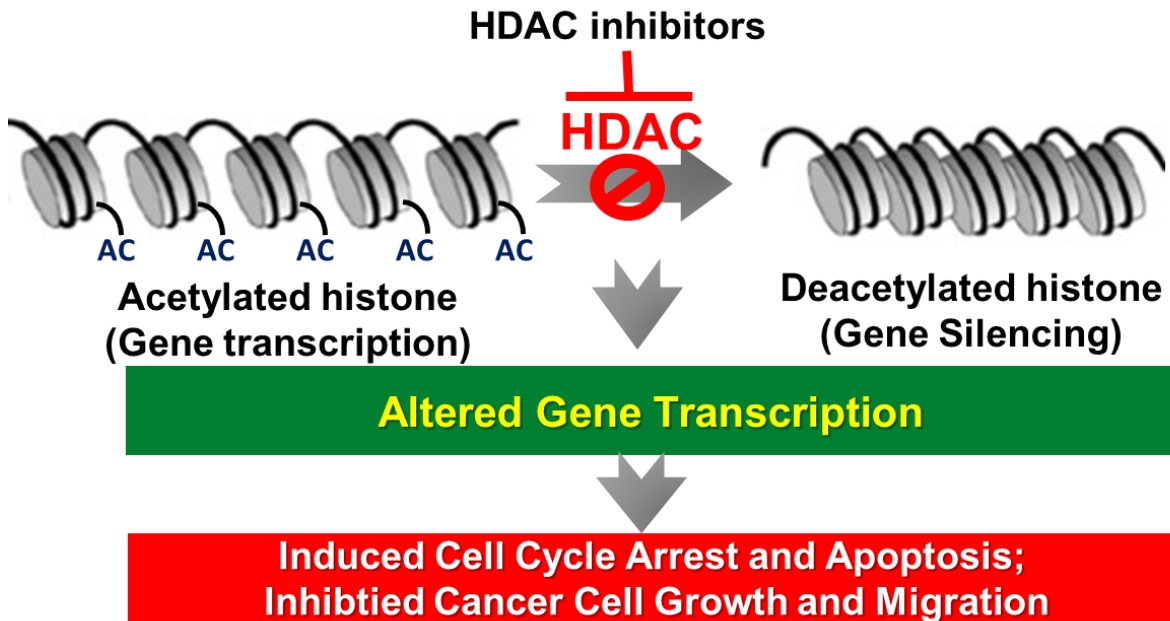 HDAC inhibitors
HDAC
AC
AC
AC
AC
AC
Acetylated histone
(Gene transcription)
Deacetylated histone
(Gene Silencing)
Altered Gene Transcription
Induced Cell Cycle Arrest and Apoptosis;
Inhibtied Cancer Cell Growth and Migration